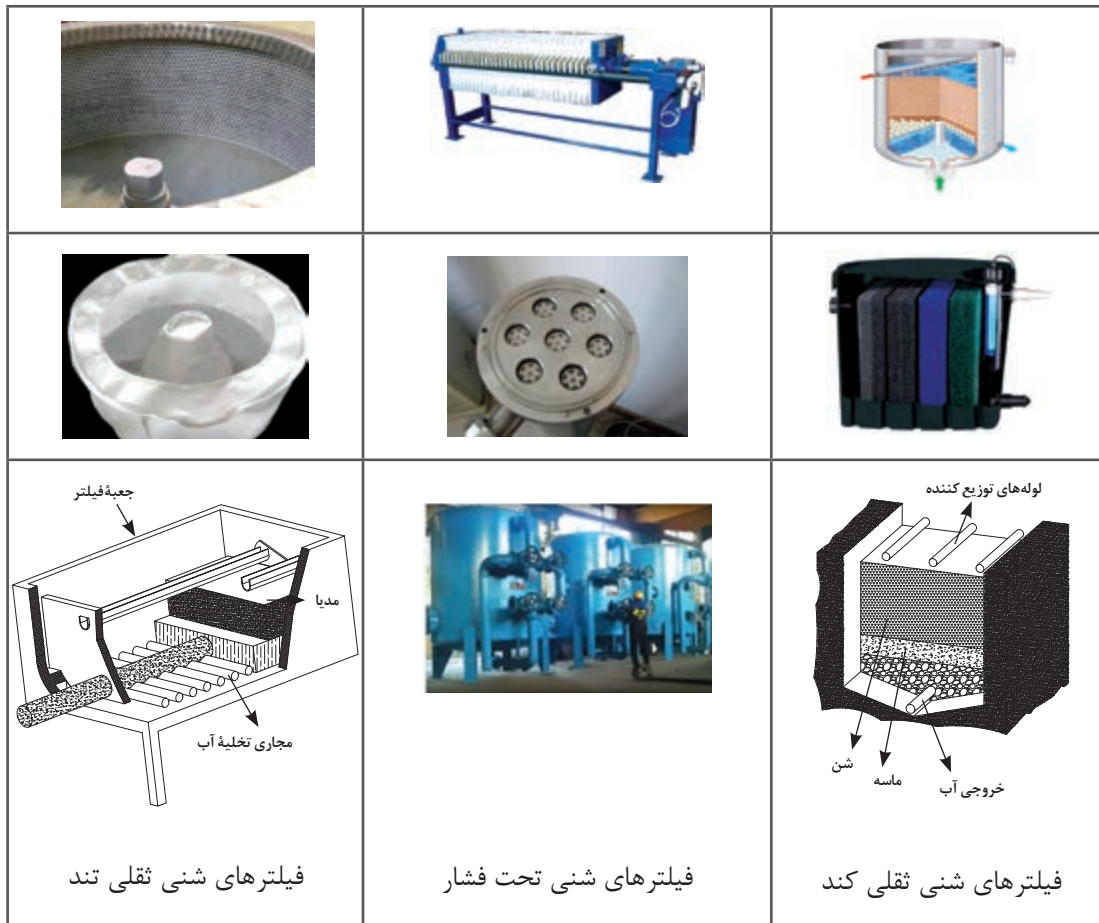 لوله‌های توزیع کننده
شن
ماسه
خروجی آب
فیلترهای شنی ثقلی کند
فیلترهای شنی تحت فشار
جعبهٔ فیلتر
مدیا
مجاری تخلیهٔ آب
فیلترهای شنی ثقلی تند